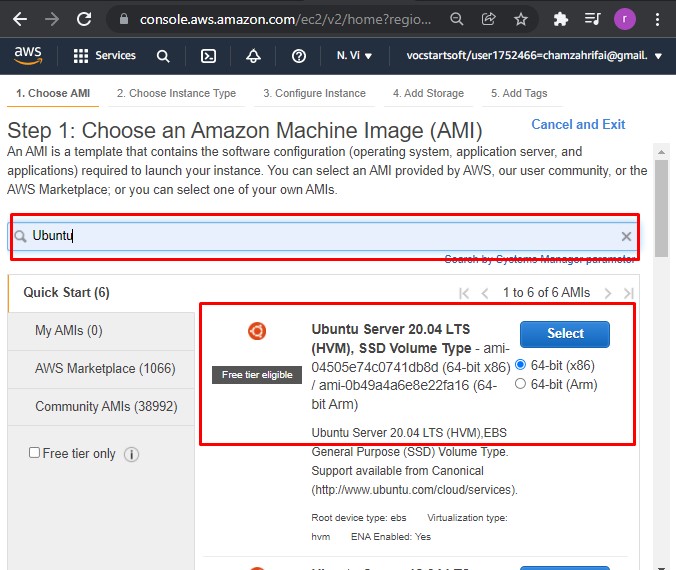 console.aws.amazon.com/ec2/v2/home?regio...
r
aws
Services
N. Vi
vocstartsoft/user1752466=chamzahrifai@gmail.
1. Choose AMI
2. Choose Instance Type
3. Configure Instance
4. Add Storage
5. Add Tags
Step 1: Choose an Amazon Machine Image (AMI)
Cancel and Exit
An AMI is a template that contains the software configuration (operating system, application server, and
applications) required to launch your instance. You can select an AMI provided by AWS, our user community, or the
AWS Marketplace; or you can select one of your own AMIs.
Ubuntu
Search by Systems Manager parameter
Quick Start (6)
1 to 6 of 6 AMIs
My AMIs (0)
AWS Marketplace (1066)
Community AMIs (38992)
Free tier only
Free tier eligible
Ubuntu Server 20.04 LTS
(HVM), SSD Volume Type - ami-
04505e74c0741db8d (64-bit x86)
/ ami-0b49a4a6e8e22fa16 (64-
bit Arm)
Select
64-bit (x86)
64-bit (Arm)
Ubuntu Server 20.04 LTS (HVM),EBS
General Purpose (SSD) Volume Type.
Support available from Canonical
(http://www.ubuntu.com/cloud/services).
Root device type: ebs Virtualization type:
hvm ENA Enabled: Yes